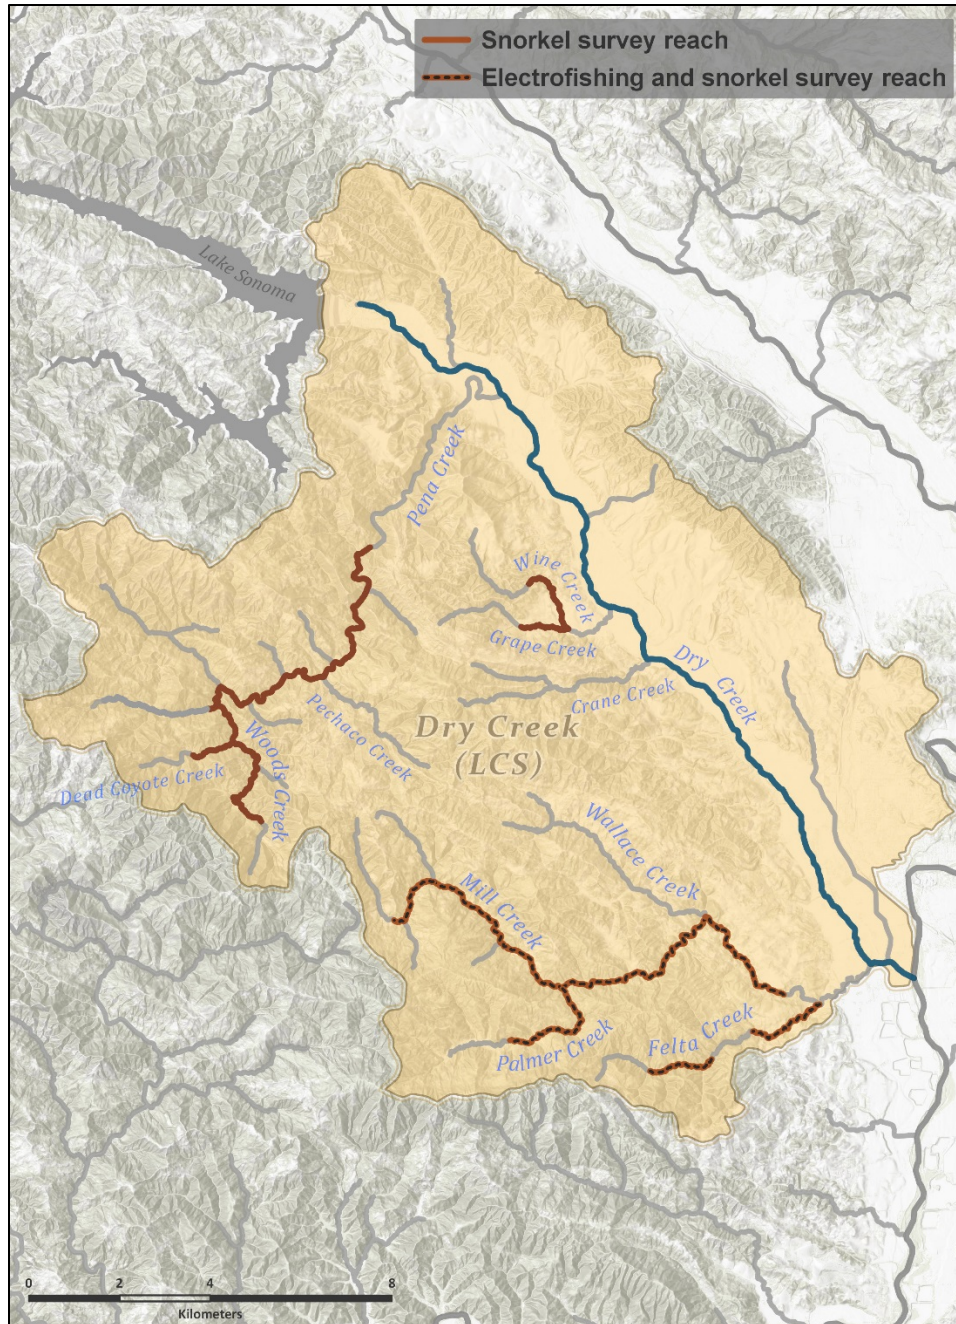 Snorkel survey reach
Electrofishing and snorkel survey reach
Lake Sonoma
Pena Creek
Wine Creek
Grape Creek
Dry Creek
Crane Creek
Pechaco Creek
Dry Creek
(LCS)
Woods Creek
Dead Coyote Creek
Wallace Creek
Mill Creek
Felta Creek
Palmer Creek
0 2 4 8
Kilometers